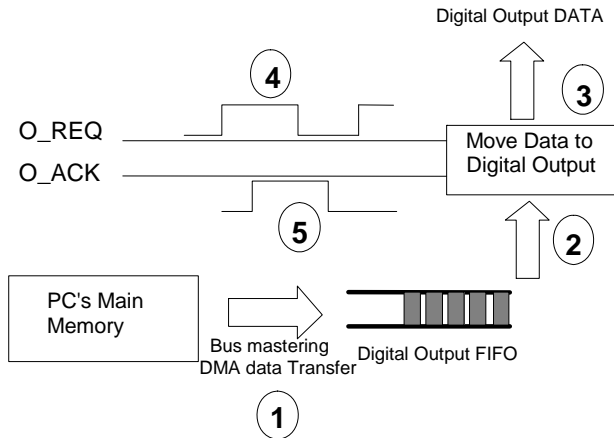 Digital Output DATA
4
3
O_REQ
Move Data to
Digital Output
O_ACK
5
2
PC's Main
Memory
Bus mastering
DMA data Transfer
Digital Output FIFO
1